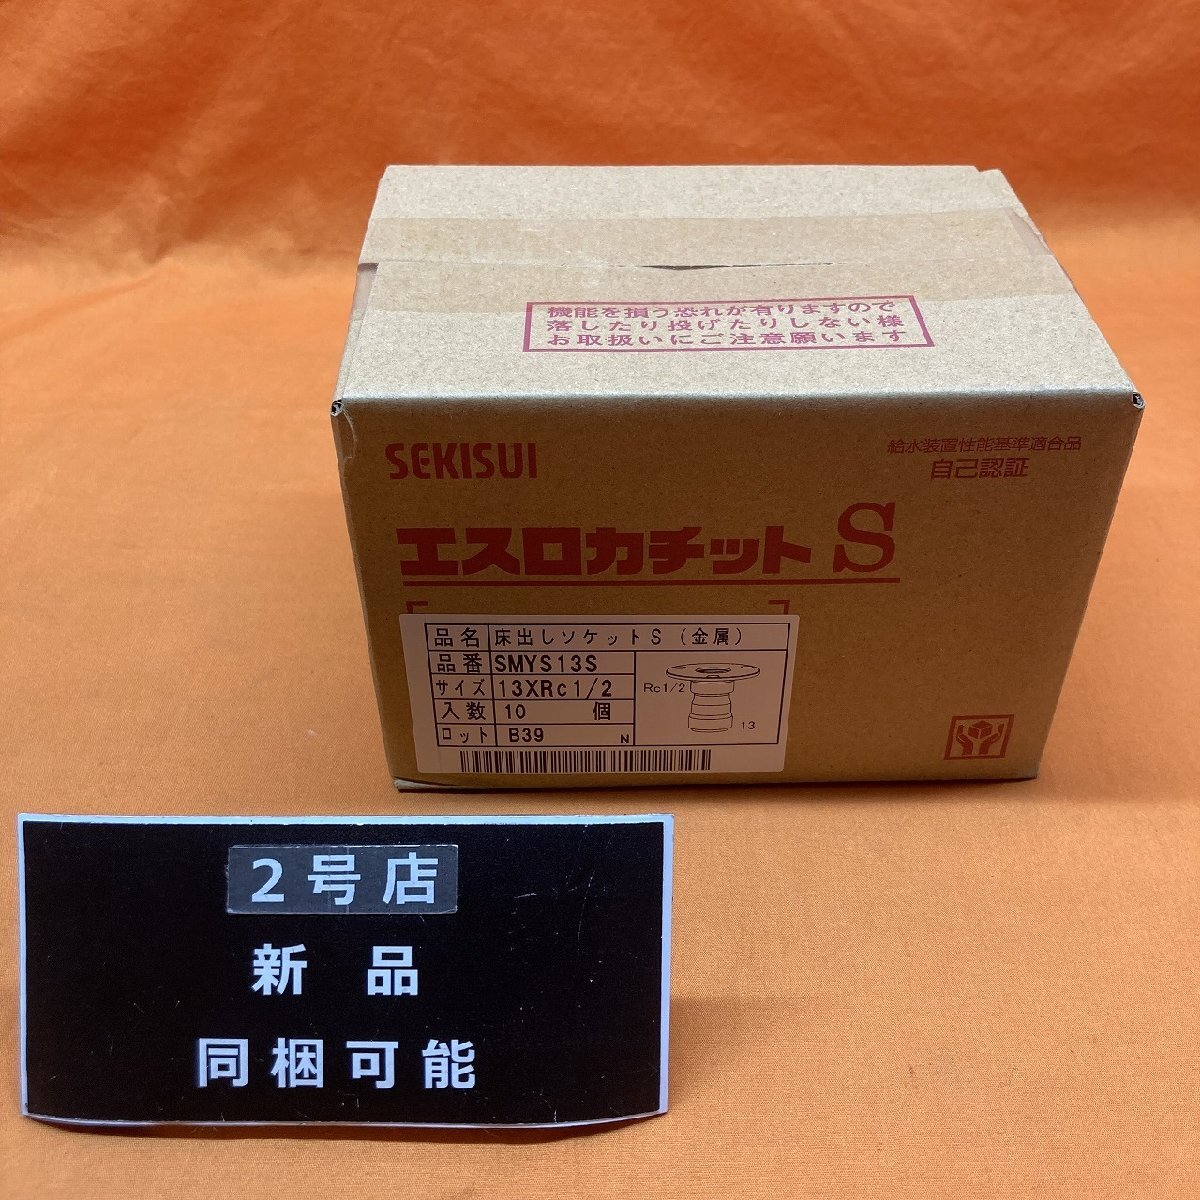 機能を損う恐れが有りますので
落したり投げたりしない様
お取扱いにご注意願います
SEKISUI
給水装置性能基準適合品
自己認証
エスロカチットS
品名 床出しソケットS（金属）
品番 SMYS13S
サイズ 13XRc1/2
入数 10 個
ロット B39 N
Rc1/2
13
2号店
新品
同梱可能